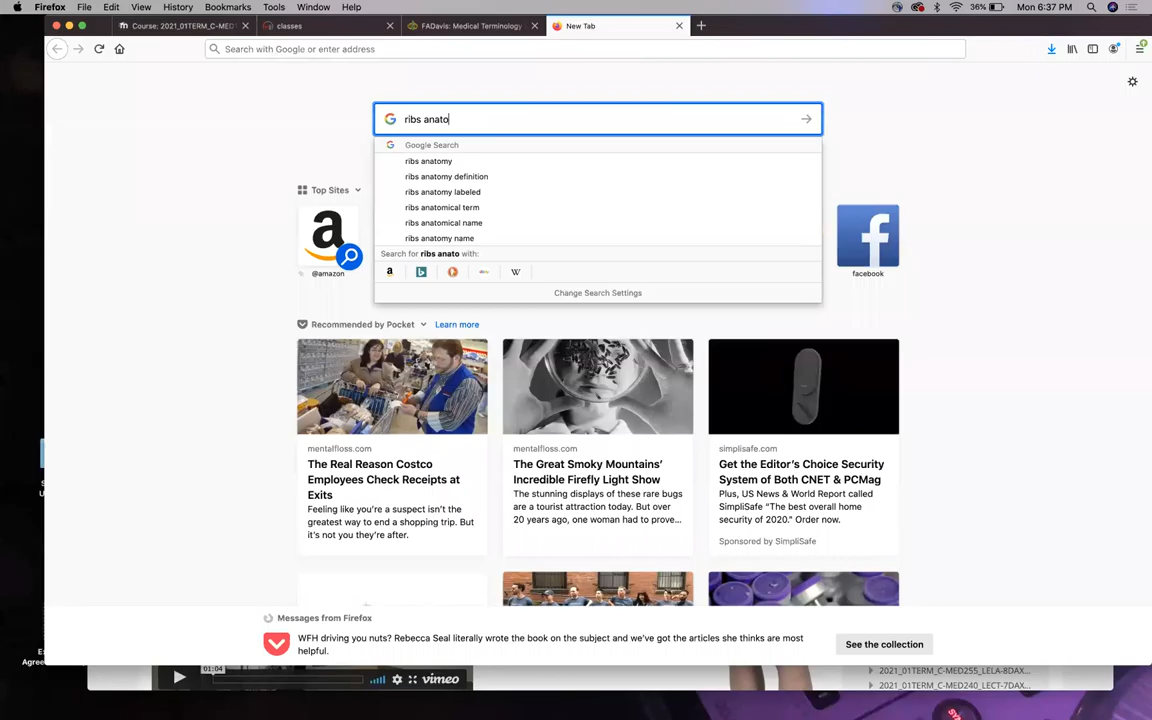 Firefox File Edit View History Bookmarks Tools Window Help
36% Mon 6:37 PM
Course: 2021_01TERM_C-MED
classes
FADavis: Medical Terminology
New Tab
Search with Google or enter address
ribs anato
Google Search
ribs anatomy
ribs anatomy definition
ribs anatomy labeled
ribs anatomical term
ribs anatomical name
ribs anatomy name
Search for ribs anato with:
Change Search Settings
Top Sites
@amazon
facebook
Recommended by Pocket Learn more
mentalfloss.com
The Real Reason Costco
Employees Check Receipts at
Exits
Feeling like you’re a suspect isn’t the
greatest way to end a shopping trip. But
it’s not you they’re after.
mentalfloss.com
The Great Smoky Mountains’
Incredible Firefly Light Show
The stunning displays of these rare bugs
are a tourist attraction today. But over
20 years ago, one woman had to prove...
simplisafe.com
Get the Editor’s Choice Security
System of Both CNET & PCMag
Plus, US News & World Report called
SimpliSafe “The best overall home
security of 2020.” Order now.
Sponsored by SimpliSafe
Messages from Firefox
WFH driving you nuts? Rebecca Seal literally wrote the book on the subject and we’ve got the articles she thinks are most
helpful.
See the collection
01:04
vimeo
2021_01TERM_C-MED255_LELA-8DAX...
2021_01TERM_C-MED240_LECT-7DAX...